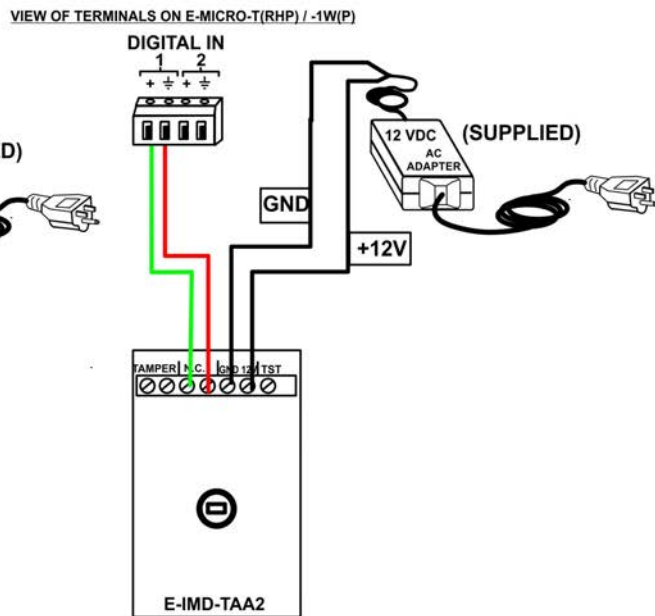 VIEW OF TERMINALS ON E-MICRO-T(RHP) / -1W(P)
DIGITAL IN
1 2
+ +
D)
12 VDC
AC
ADAPTER
(SUPPLIED)
GND
+12V
TAMPER N.C. GND 12V TST
E-IMD-TAA2